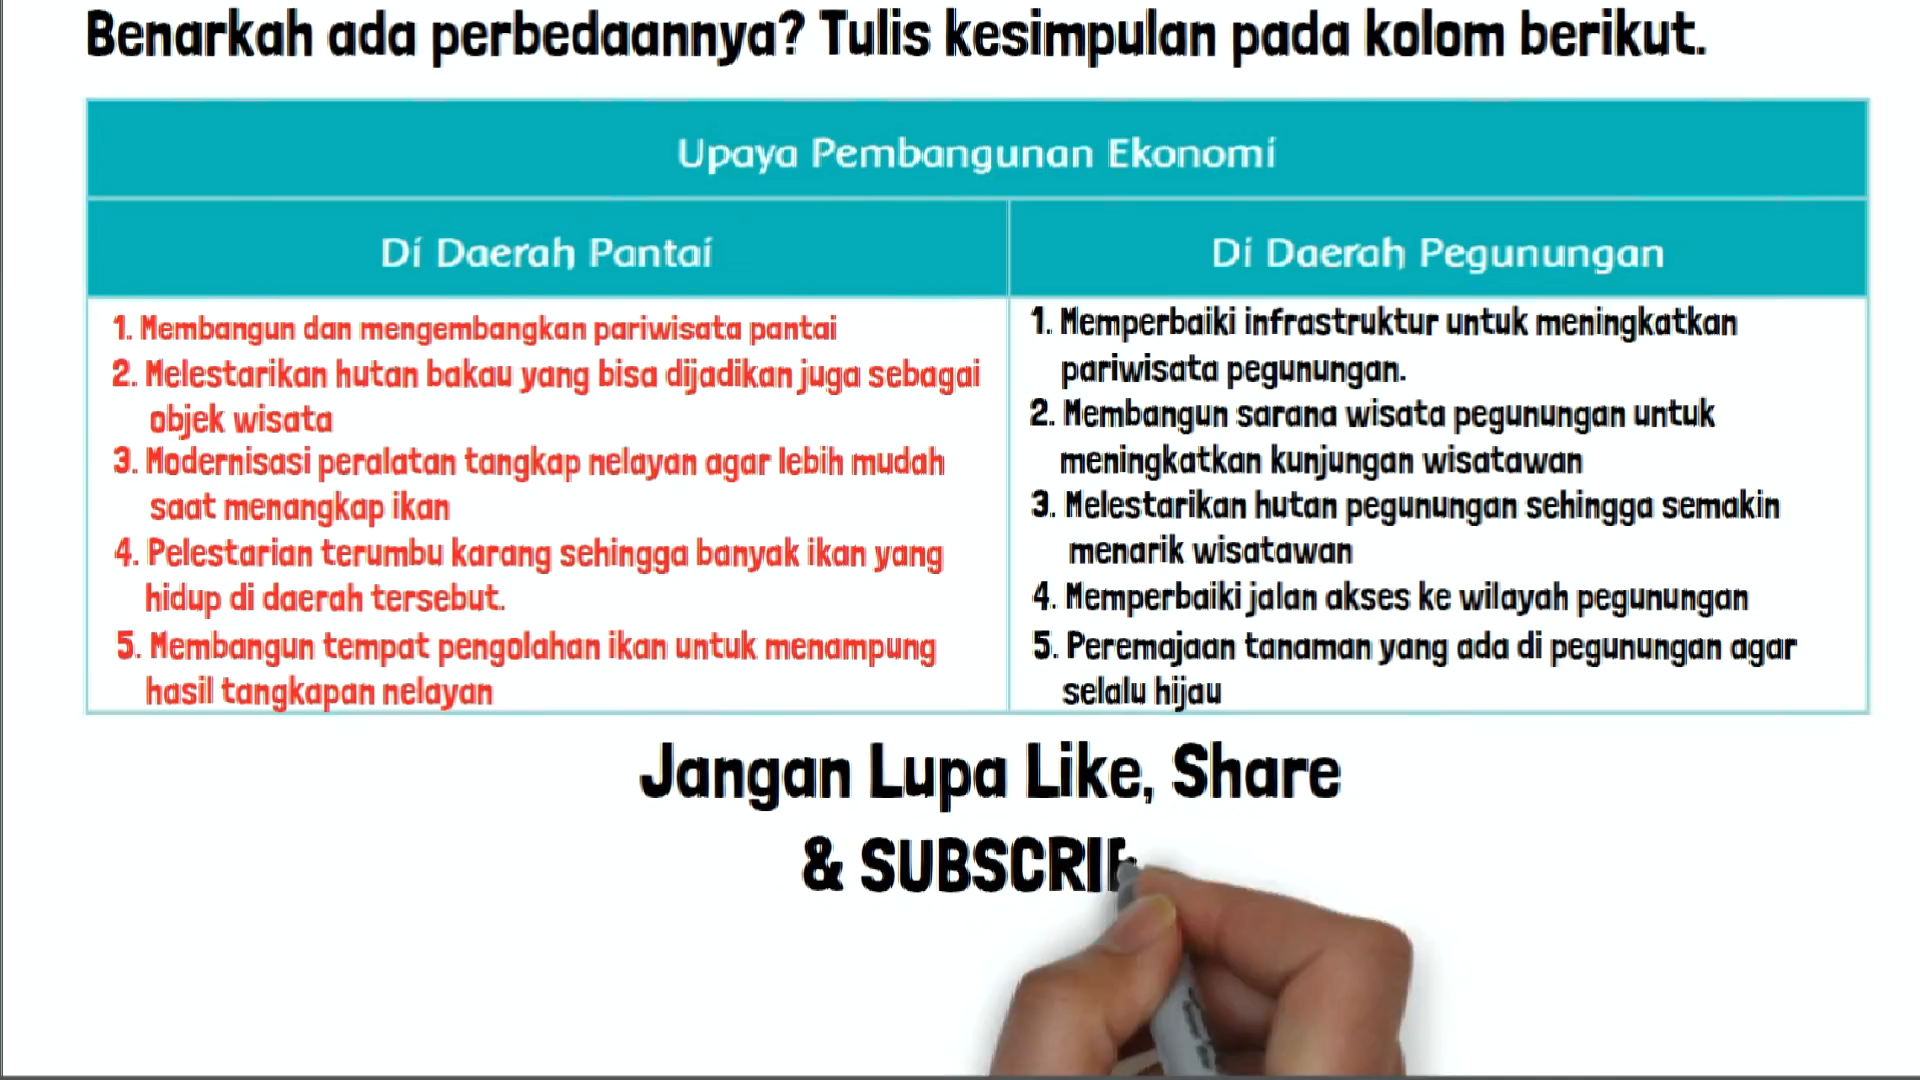 Benarkah ada perbedaannya? Tulis kesimpulan pada kolom berikut.
Upaya Pembangunan Ekonomi
Di Daerah Pantai
Di Daerah Pegunungan
1. Membangun dan mengembangkan pariwisata pantai
2. Melestarikan hutan bakau yang bisa dijadikan juga sebagai
objek wisata
3. Modernisasi peralatan tangkap nelayan agar lebih mudah
saat menangkap ikan
4. Pelestarian terumbu karang sehingga banyak ikan yang
hidup di daerah tersebut.
5. Membangun tempat pengolahan ikan untuk menampung
hasil tangkapan nelayan
1. Memperbaiki infrastruktur untuk meningkatkan
pariwisata pegunungan.
2. Membangun sarana wisata pegunungan untuk
meningkatkan kunjungan wisatawan
3. Melestarikan hutan pegunungan sehingga semakin
menarik wisatawan
4. Memperbaiki jalan akses ke wilayah pegunungan
5. Peremajaan tanaman yang ada di pegunungan agar
selalu hijau
Jangan Lupa Like, Share
& SUBSCRI